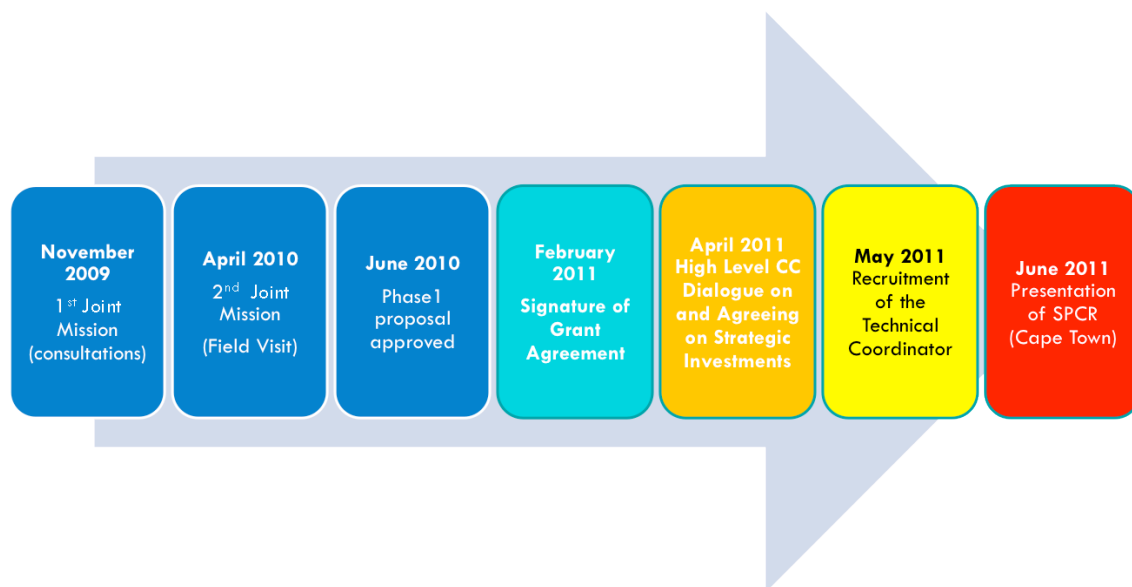 November
2009
1st Joint
Mission
(consultations)
April 2010
2nd Joint
Mission
(Field Visit)
June 2010
Phase1
proposal
approved
February
2011
Signature of
Grant
Agreement
April 2011
High Level CC
Dialogue on
and Agreeing
on Strategic
Investments
May 2011
Recruitment
of the
Technical
Coordinator
June 2011
Presentation
of SPCR
(Cape Town)